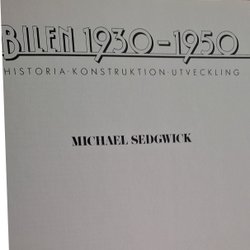 BILEN 1930-1950
HISTORIA·KONSTRUKTION·UTVECKLING
MICHAEL SEDGWICK